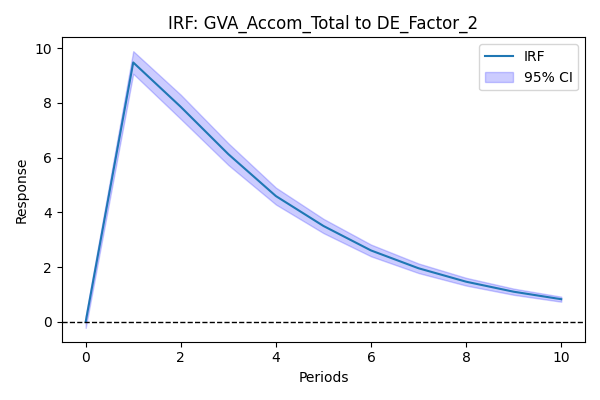 IRF: GVA_Accom_Total to DE_Factor_2
IRF
95% CI
Response
10
8
6
4
2
0
0 2 4 6 8 10
Periods